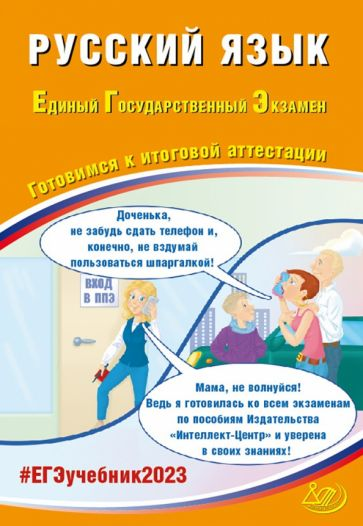 РУССКИЙ ЯЗЫК
Единый Государственный Экзамен
Готовимся к итоговой аттестации
Доченька,
не забудь сдать телефон и,
конечно, не вздумай
пользоваться шпаргалкой!
ВХОД
В ППЭ
Мама, не волнуйся!
Ведь я готовилась ко всем экзаменам
по пособиям Издательства
«Интеллект-Центр» и уверена
в своих знаниях!
#ЕГЭучебник2023